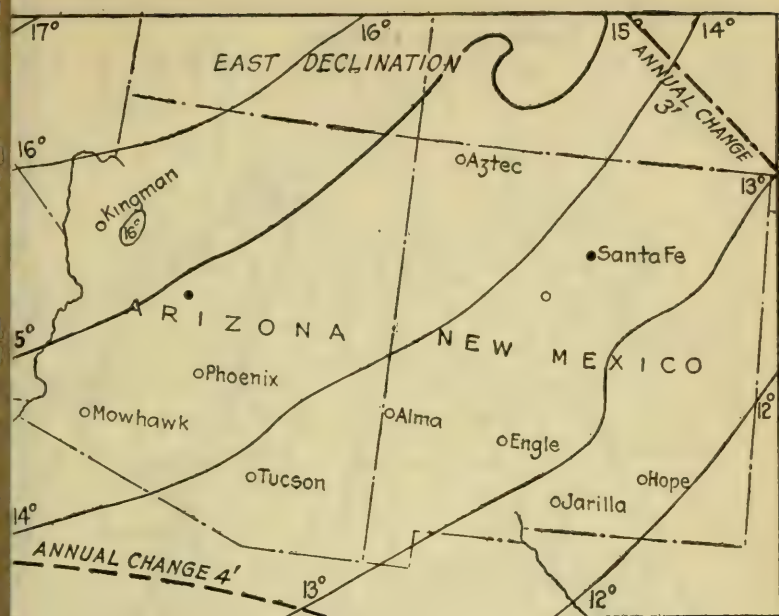 17°
16°
15°
14°
EAST DECLINATION
ANNUAL CHANGE
3'
16°
Aztec
13°
Kingman
16°
Santa Fe
ARIZONA
NEW MEXICO
5°
Phoenix
12°
Mowhawk
Alma
Engle
Tucson
Hope
Jarilla
14°
ANNUAL CHANGE 4'
13°
12°